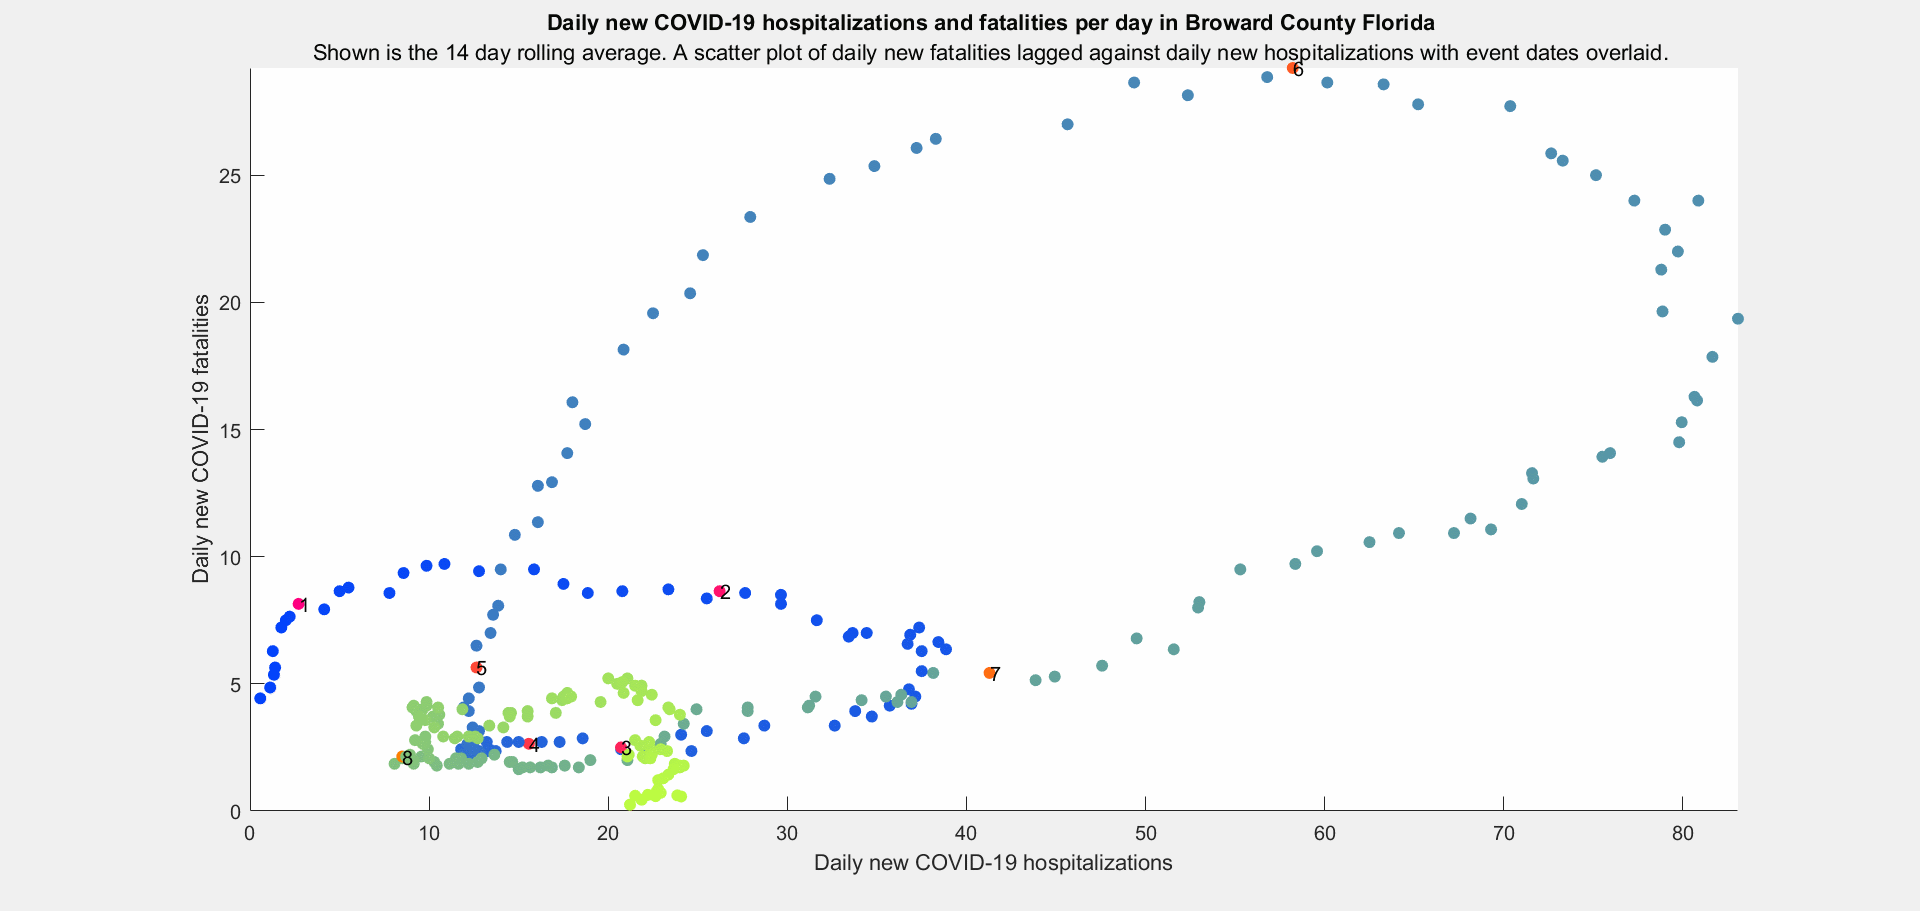 Daily new COVID-19 hospitalizations and fatalities per day in Broward County Florida
Shown is the 14 day rolling average. A scatter plot of daily new fatalities lagged against daily new hospitalizations with event dates overlaid.
Daily new COVID-19 fatalities
25
20
15
10
5
0
6
1
2
5
7
4
3
8
0 10 20 30 40 50 60 70 80
Daily new COVID-19 hospitalizations